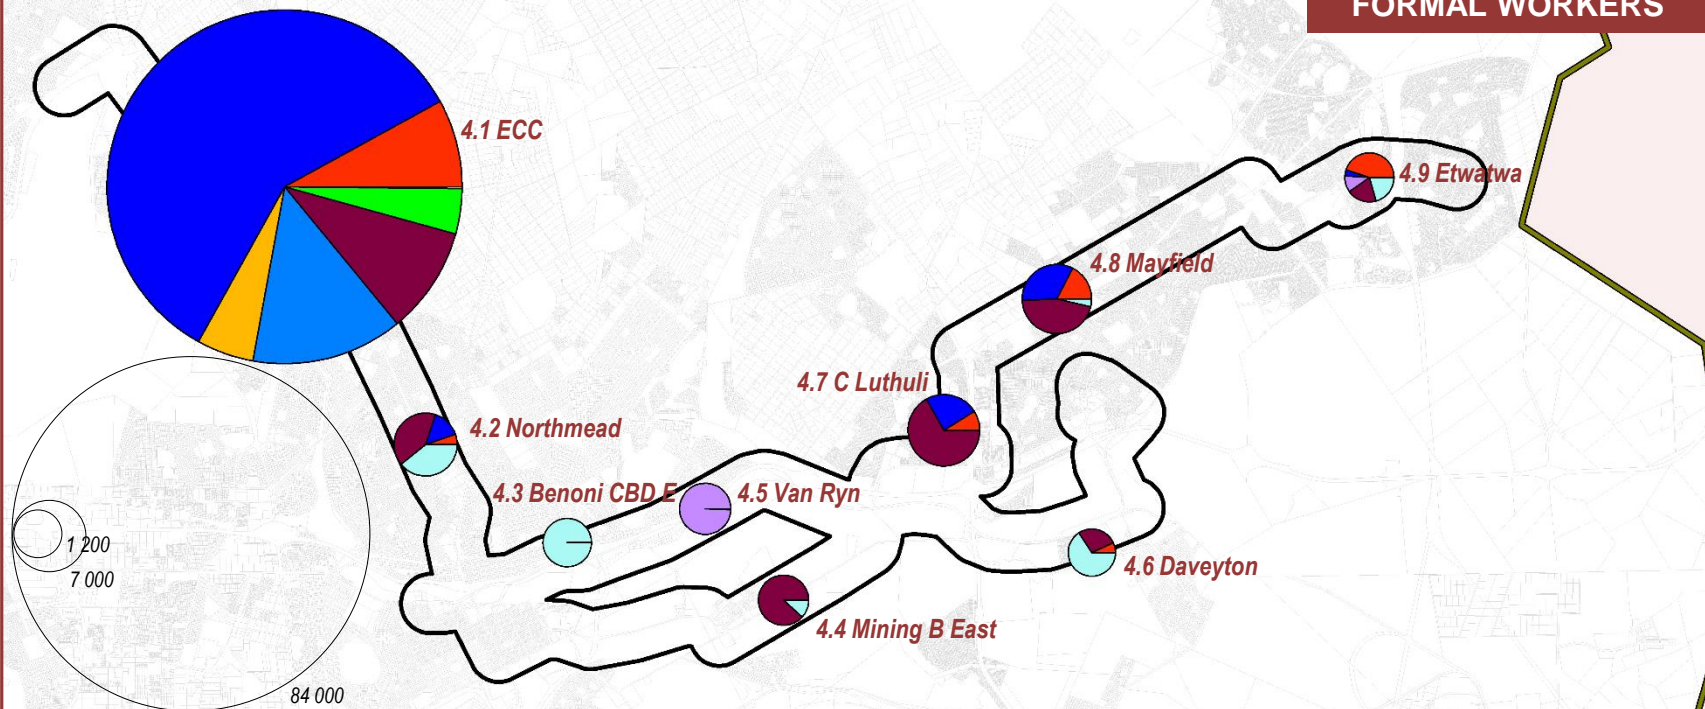 FORMAL WORKERS
4.1 ECC
4.9 Etwatwa
4.8 Mayfield
4.7 C Luthuli
4.2 Northmead
4.3 Benoni CBD E
4.5 Van Ryn
1 200
7 000
4.6 Daveyton
4.4 Mining B East
84 000